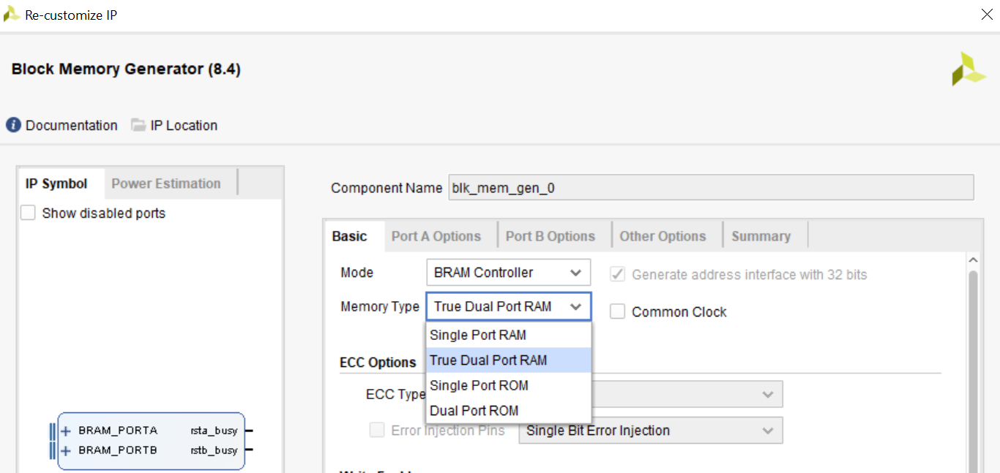 Re-customize IP
Block Memory Generator (8.4)
Documentation
IP Location
IP Symbol
Power Estimation
Show disabled ports
BRAM_PORTA
rsta_busy
BRAM_PORTB
rstb_busy
Component Name
blk_mem_gen_0
Basic
Port A Options
Port B Options
Other Options
Summary
Mode
BRAM Controller
Generate address interface with 32 bits
Memory Type
True Dual Port RAM
Common Clock
Single Port RAM
True Dual Port RAM
Single Port ROM
Dual Port ROM
ECC Options
ECC Type
Error Injection Pins
Single Bit Error Injection